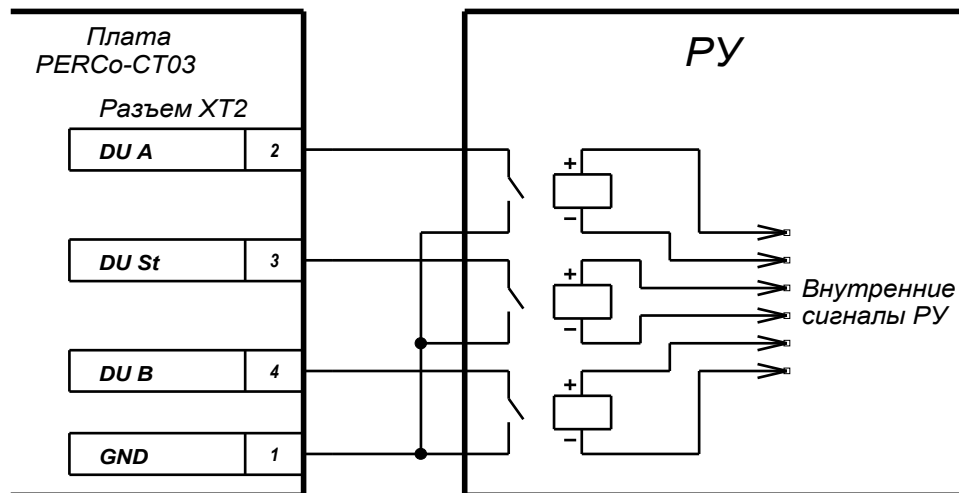 Плата
PERCo-CT03
Разъем XT2
DU A 2
DU St 3
DU B 4
GND 1
РУ
+
−
+
−
+
−
Внутренние
сигналы РУ